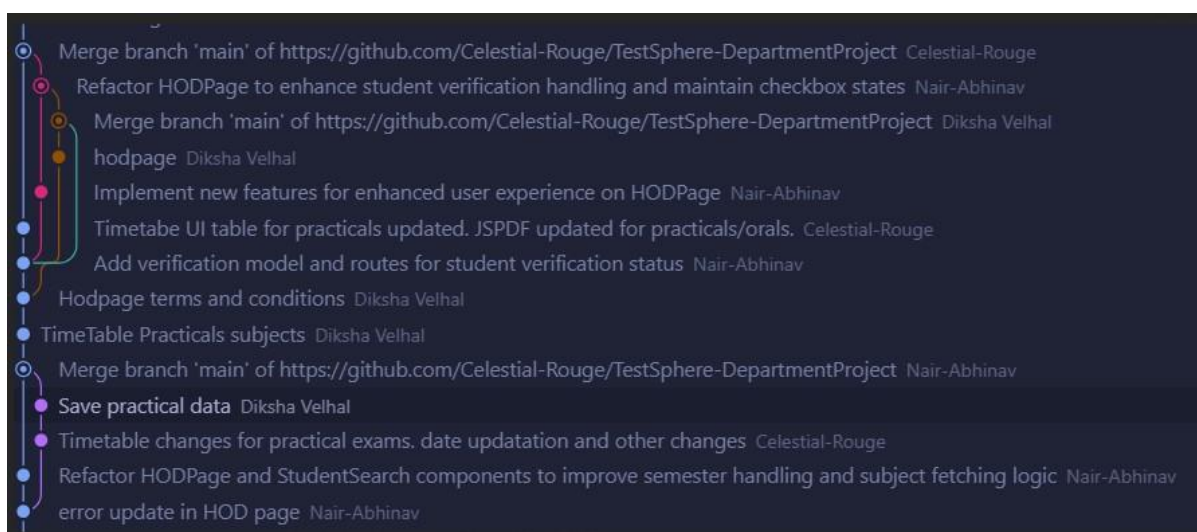 Merge branch 'main' of https://github.com/Celestial-Rouge/TestSphere-DepartmentProject Celestial-Rouge
Refactor HODPage to enhance student verification handling and maintain checkbox states Nair-Abhinav
Merge branch 'main' of https://github.com/Celestial-Rouge/TestSphere-DepartmentProject Diksha Velhal
hodpage Diksha Velhal
Implement new features for enhanced user experience on HODPage Nair-Abhinav
Timetabe UI table for practicals updated. JSPDF updated for practicals/orals. Celestial-Rouge
Add verification model and routes for student verification status Nair-Abhinav
Hodpage terms and conditions Diksha Velhal
TimeTable Practicals subjects Diksha Velhal
Merge branch 'main' of https://github.com/Celestial-Rouge/TestSphere-DepartmentProject Nair-Abhinav
Save practical data Diksha Velhal
Timetable changes for practical exams. date updatation and other changes Celestial-Rouge
Refactor HODPage and StudentSearch components to improve semester handling and subject fetching logic Nair-Abhinav
error update in HOD page Nair-Abhinav